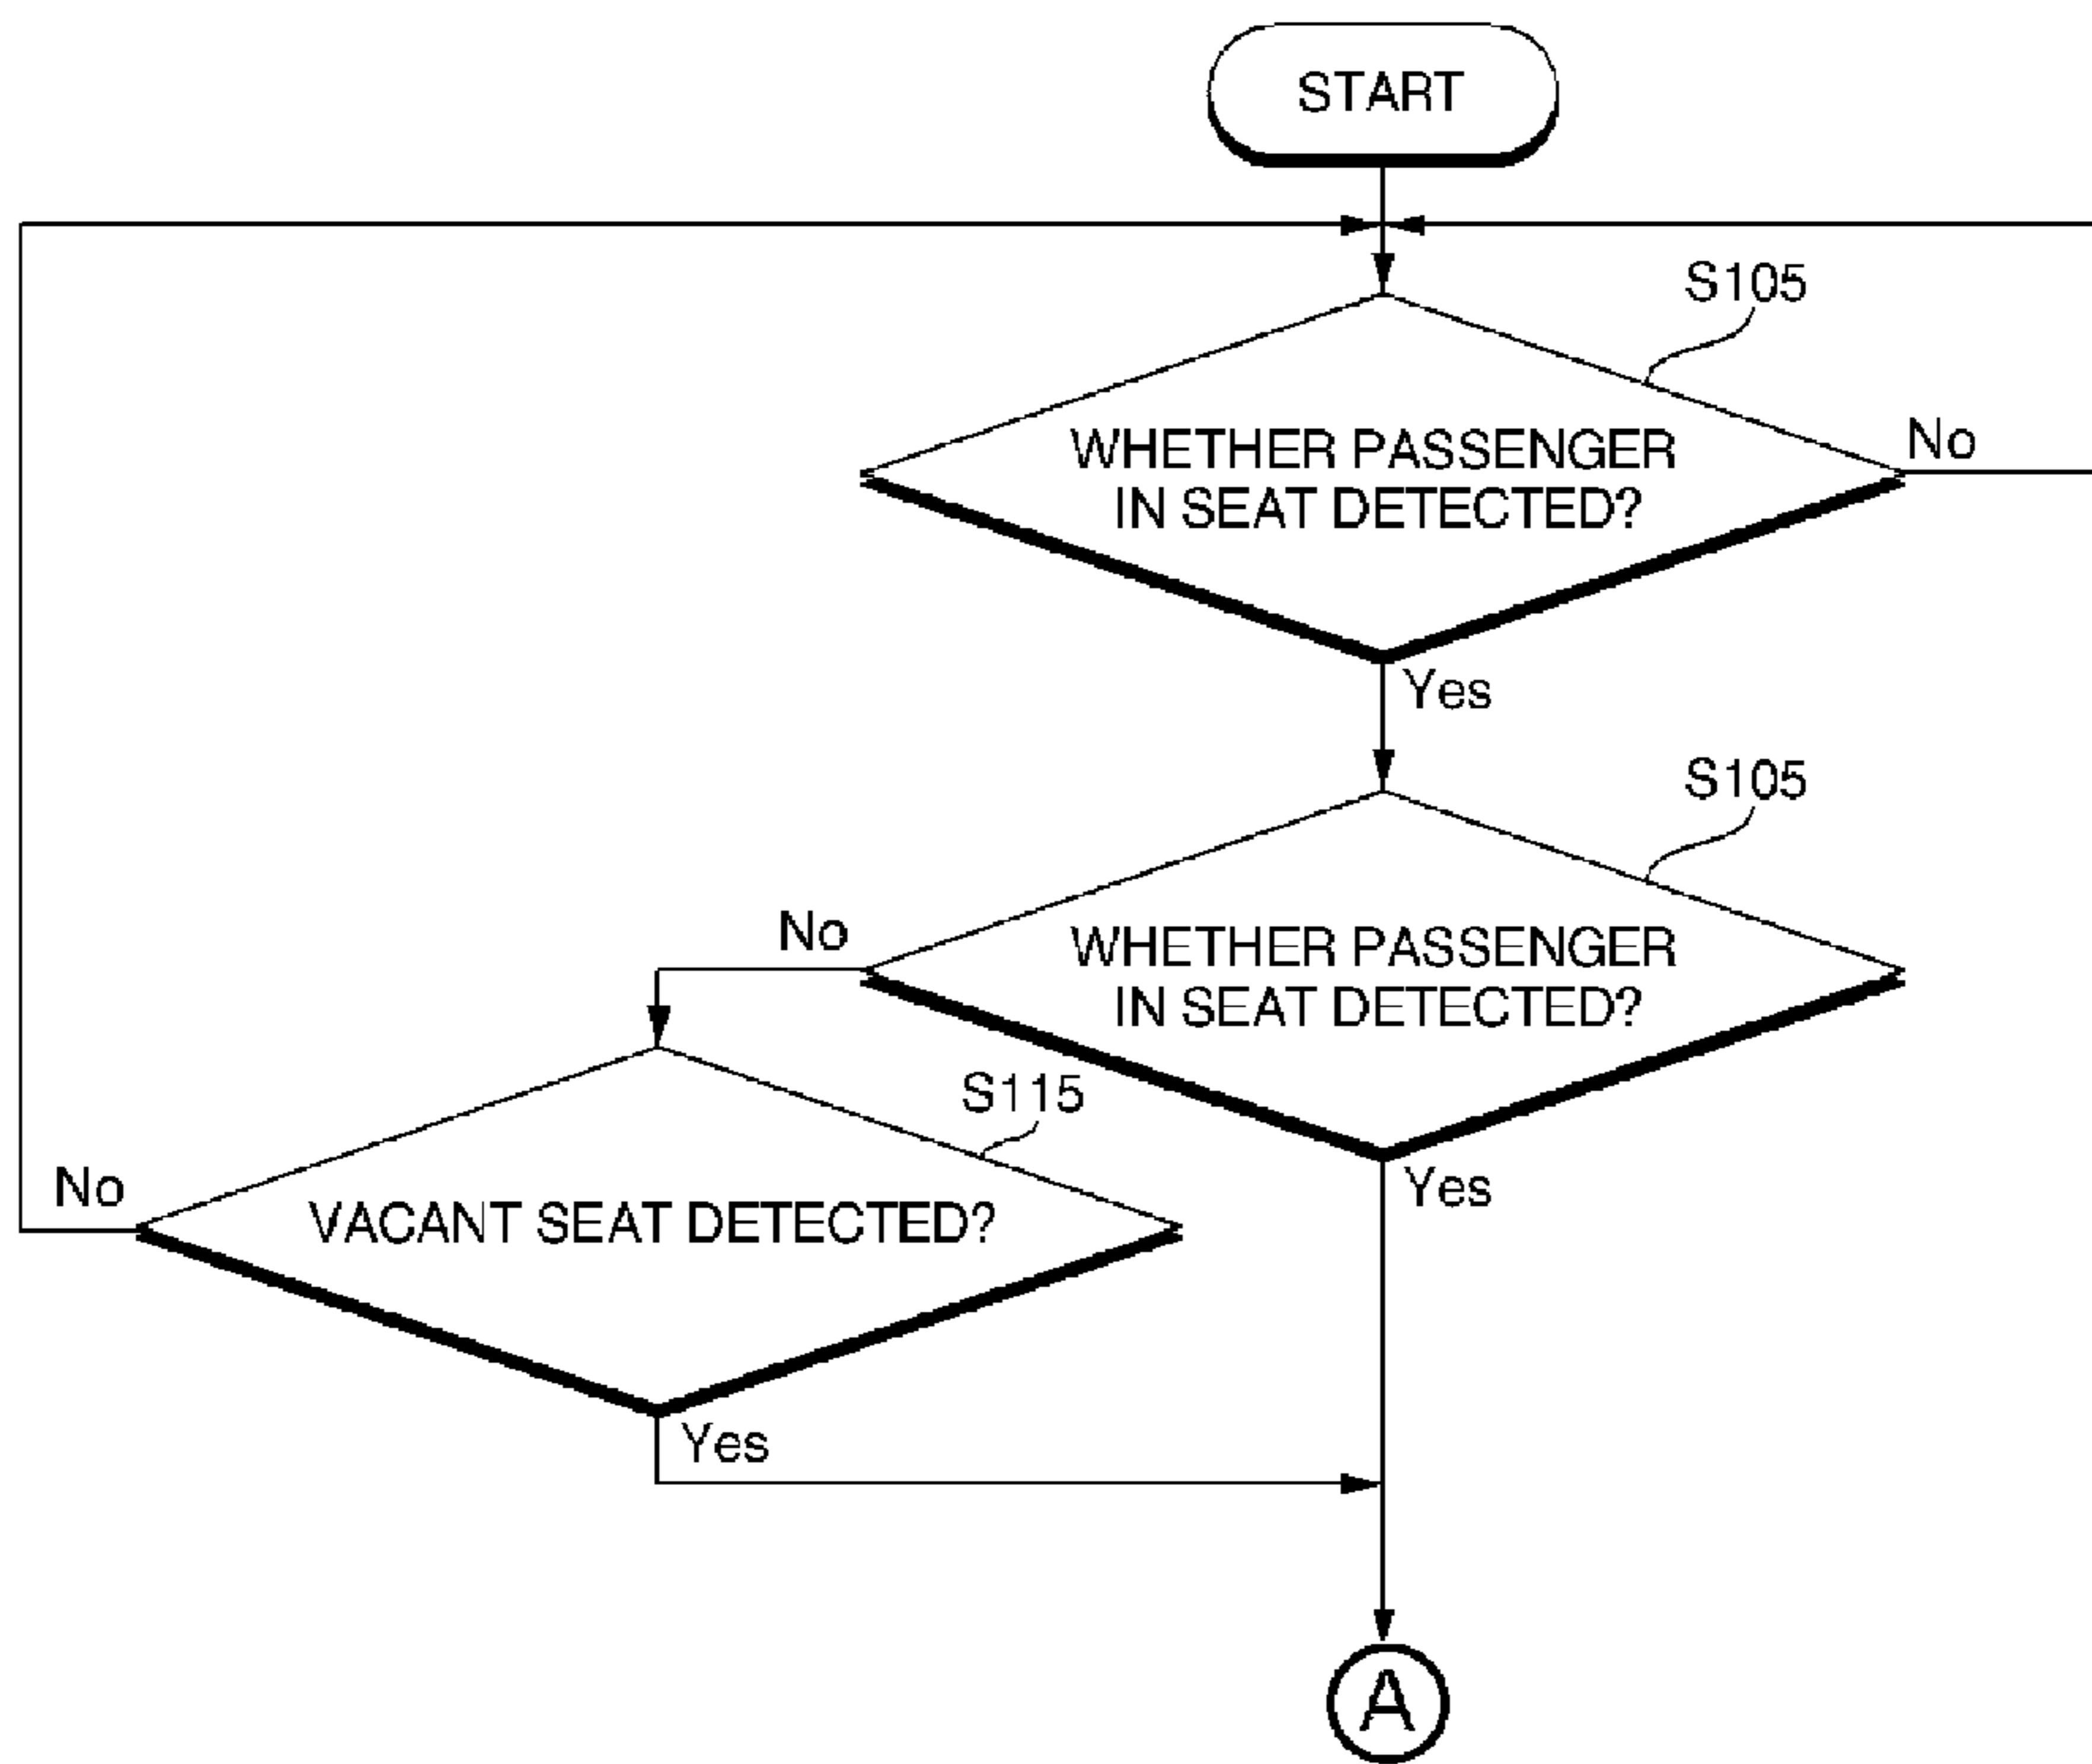 START
S105
WHETHER PASSENGER
IN SEAT DETECTED?
No
Yes
S105
WHETHER PASSENGER
IN SEAT DETECTED?
No
Yes
S115
VACANT SEAT DETECTED?
No
Yes
A